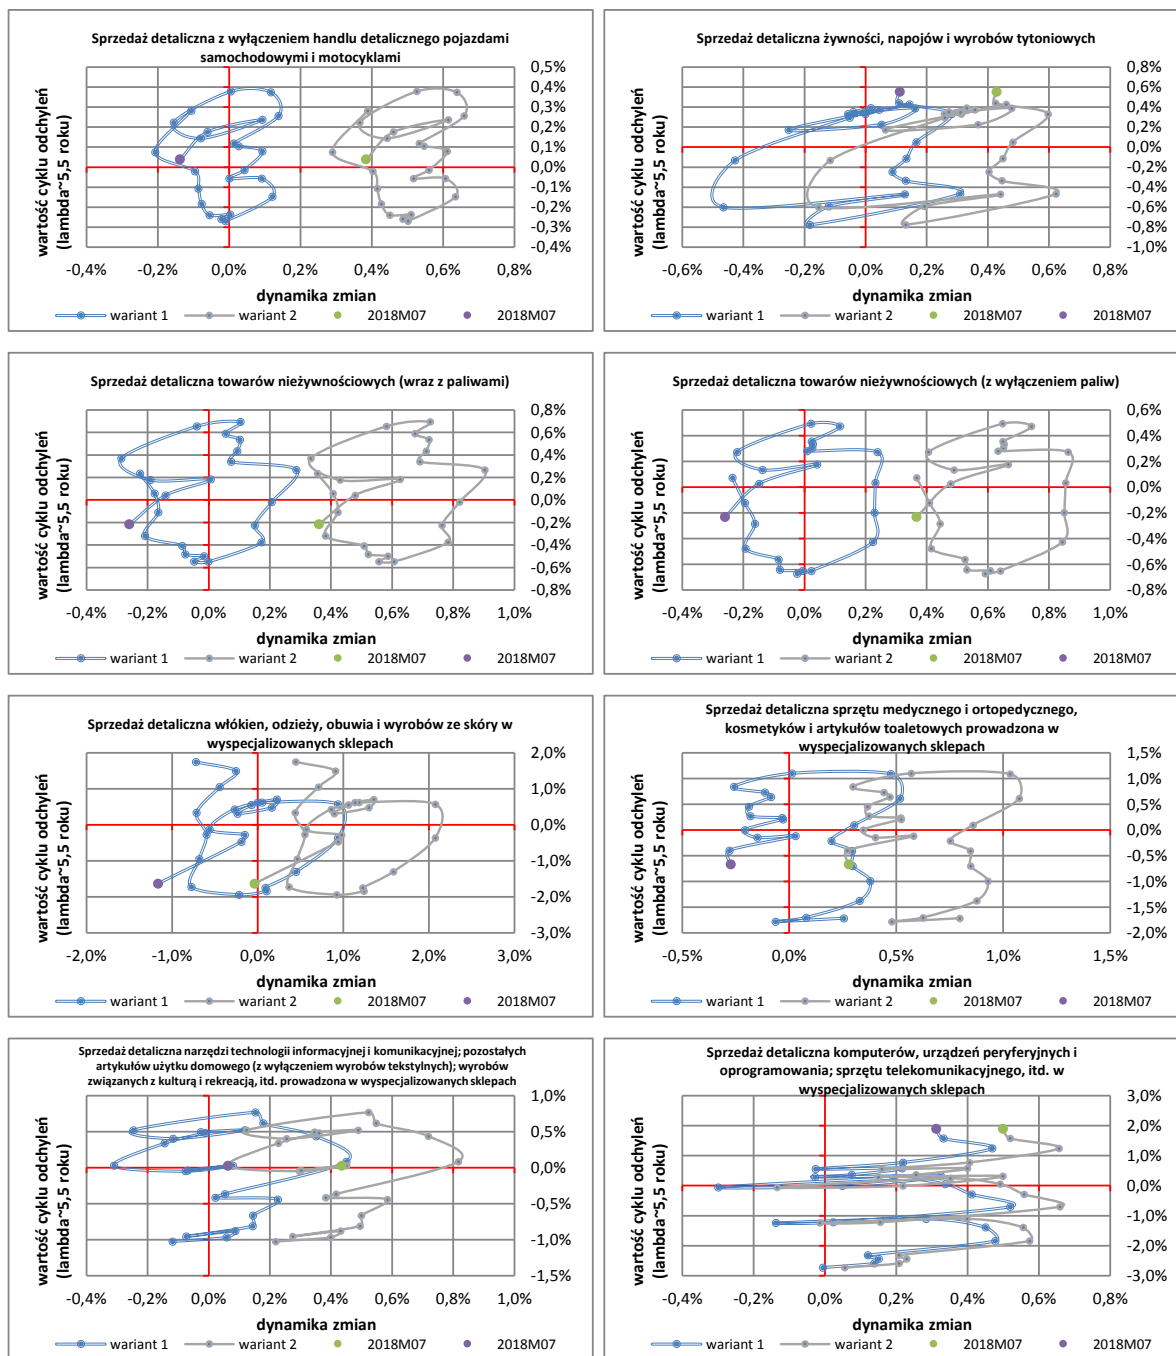 Sprzedaż detaliczna z wyłączeniem handlu detalicznego pojazdami
samochodowymi i motocyklami
wartość cyklu odchyleń
(lambda~5,5 roku)
0,5%
0,4%
0,3%
0,2%
0,1%
0,0%
-0,1%
-0,2%
-0,3%
-0,4%
-0,4% -0,2% 0,0% 0,2% 0,4% 0,6% 0,8%
dynamika zmian
wariant 1 wariant 2 2018M07 2018M07
Sprzedaż detaliczna żywności, napojów i wyrobów tytoniowych
wartość cyklu odchyleń
(lambda~5,5 roku)
0,8%
0,6%
0,4%
0,2%
0,0%
-0,2%
-0,4%
-0,6%
-0,8%
-1,0%
-0,6% -0,4% -0,2% 0,0% 0,2% 0,4% 0,6% 0,8%
dynamika zmian
wariant 1 wariant 2 2018M07 2018M07
Sprzedaż detaliczna towarów nieżywnościowych (wraz z paliwami)
wartość cyklu odchyleń
(lambda~5,5 roku)
0,8%
0,6%
0,4%
0,2%
0,0%
-0,2%
-0,4%
-0,6%
-0,8%
-0,4% -0,2% 0,0% 0,2% 0,4% 0,6% 0,8% 1,0%
dynamika zmian
wariant 1 wariant 2 2018M07 2018M07
Sprzedaż detaliczna towarów nieżywnościowych (z wyłączeniem paliw)
wartość cyklu odchyleń
(lambda~5,5 roku)
0,6%
0,4%
0,2%
0,0%
-0,2%
-0,4%
-0,6%
-0,8%
-0,4% -0,2% 0,0% 0,2% 0,4% 0,6% 0,8% 1,0%
dynamika zmian
wariant 1 wariant 2 2018M07 2018M07
Sprzedaż detaliczna włókien, odzieży, obuwia i wyrobów ze skóry w
wyspecjalizowanych sklepach
wartość cyklu odchyleń
(lambda~5,5 roku)
2,0%
1,0%
0,0%
-1,0%
-2,0%
-3,0%
-2,0% -1,0% 0,0% 1,0% 2,0% 3,0%
dynamika zmian
wariant 1 wariant 2 2018M07 2018M07
Sprzedaż detaliczna sprzętu medycznego i ortopedycznego,
kosmetyków i artykułów toaletowych prowadzona w
wyspecjalizowanych sklepach
wartość cyklu odchyleń
(lambda~5,5 roku)
1,5%
1,0%
0,5%
0,0%
-0,5%
-1,0%
-1,5%
-2,0%
-0,5% 0,0% 0,5% 1,0% 1,5%
dynamika zmian
wariant 1 wariant 2 2018M07 2018M07
Sprzedaż detaliczna narzędzi technologii informacyjnej i komunikacyjnej; pozostałych
artykułów użytku domowego (z wyłączeniem wyrobów tekstylnych); wyrobów
związanych z kulturą i rekreacją, itd. prowadzona w wyspecjalizowanych sklepach
wartość cyklu odchyleń
(lambda~5,5 roku)
1,0%
0,5%
0,0%
-0,5%
-1,0%
-1,5%
-0,4% -0,2% 0,0% 0,2% 0,4% 0,6% 0,8% 1,0%
dynamika zmian
wariant 1 wariant 2 2018M07 2018M07
Sprzedaż detaliczna komputerów, urządzeń peryferyjnych i
oprogramowania; sprzętu telekomunikacyjnego, itd. w
wyspecjalizowanych sklepach
wartość cyklu odchyleń
(lambda~5,5 roku)
3,0%
2,0%
1,0%
0,0%
-1,0%
-2,0%
-3,0%
-0,4% -0,2% 0,0% 0,2% 0,4% 0,6% 0,8%
dynamika zmian
wariant 1 wariant 2 2018M07 2018M07